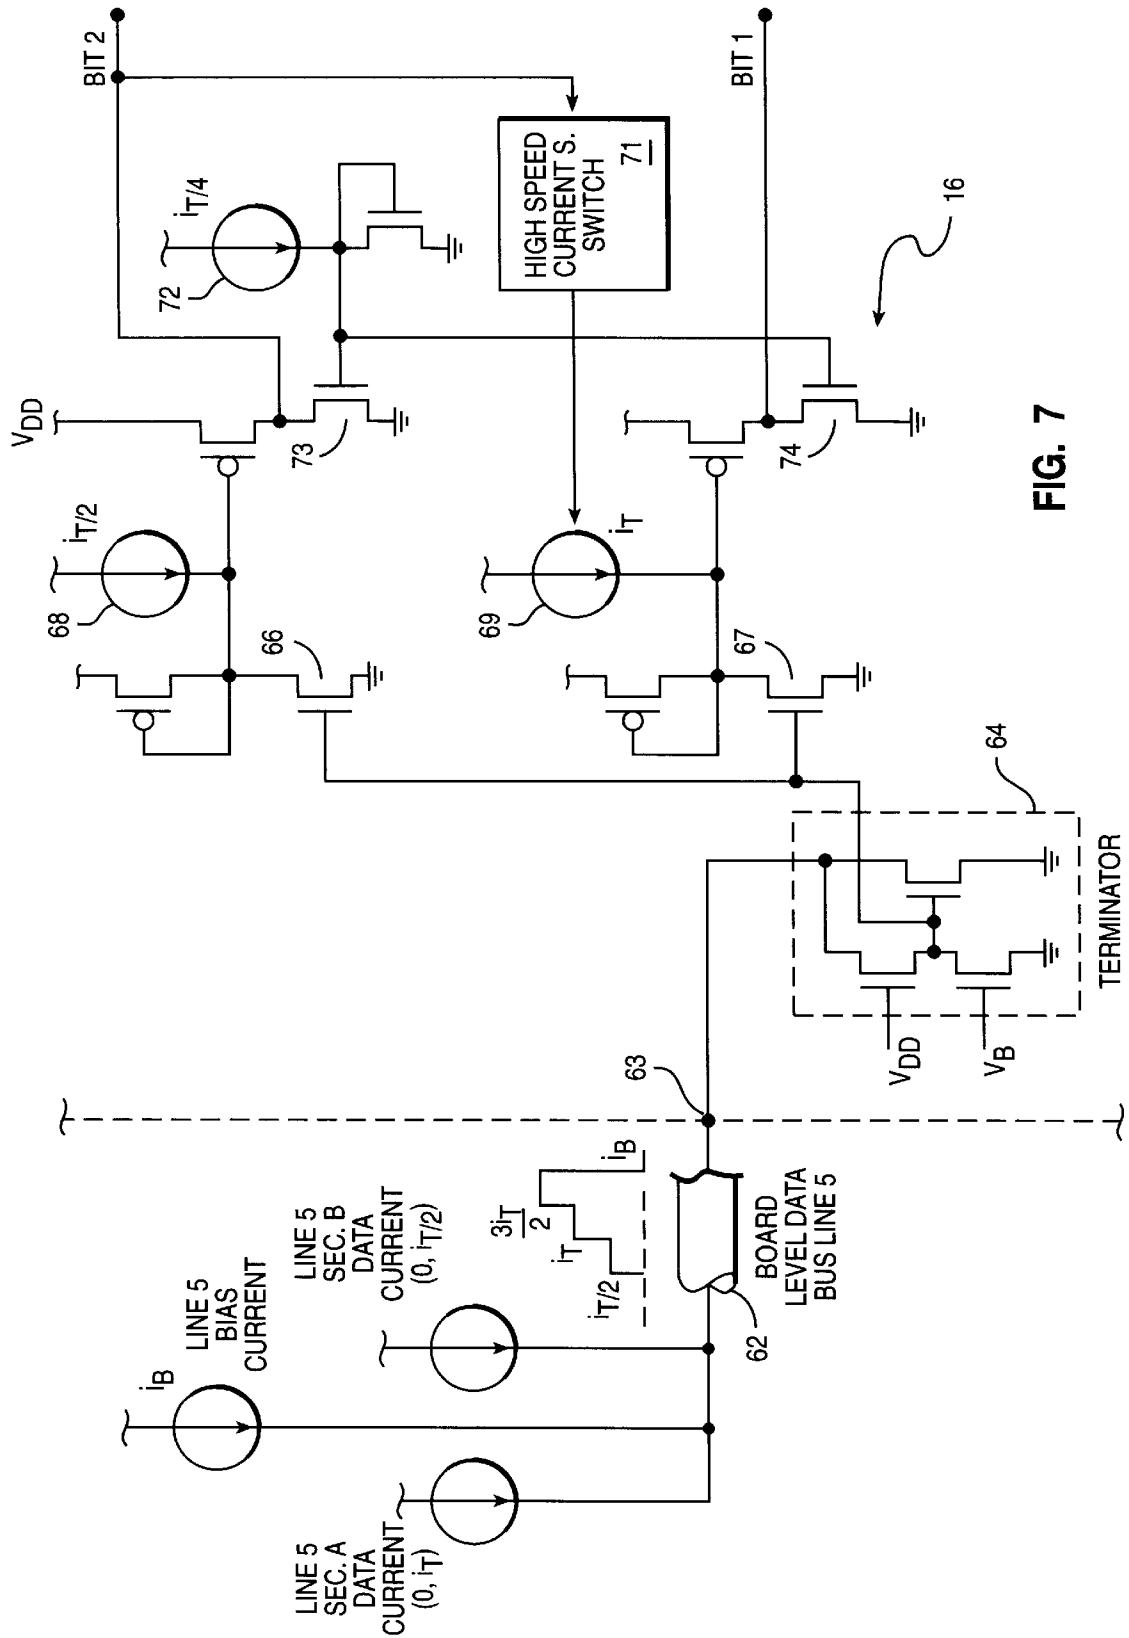 LINE 5
SEC. A
DATA
CURRENT
(0, iT)
iB
LINE 5
BIAS
CURRENT
LINE 5
SEC. B
DATA
CURRENT
(0, iT/2)
iT/2
iT
3iT
2
iB
62
BOARD
LEVEL DATA
BUS LINE 5
63
VDD
VB
TERMINATOR
64
66
67
68
iT/2
69
iT
VDD
73
74
72
iT/4
HIGH SPEED
CURRENT S.
SWITCH
71
BIT 2
BIT 1
16
FIG. 7